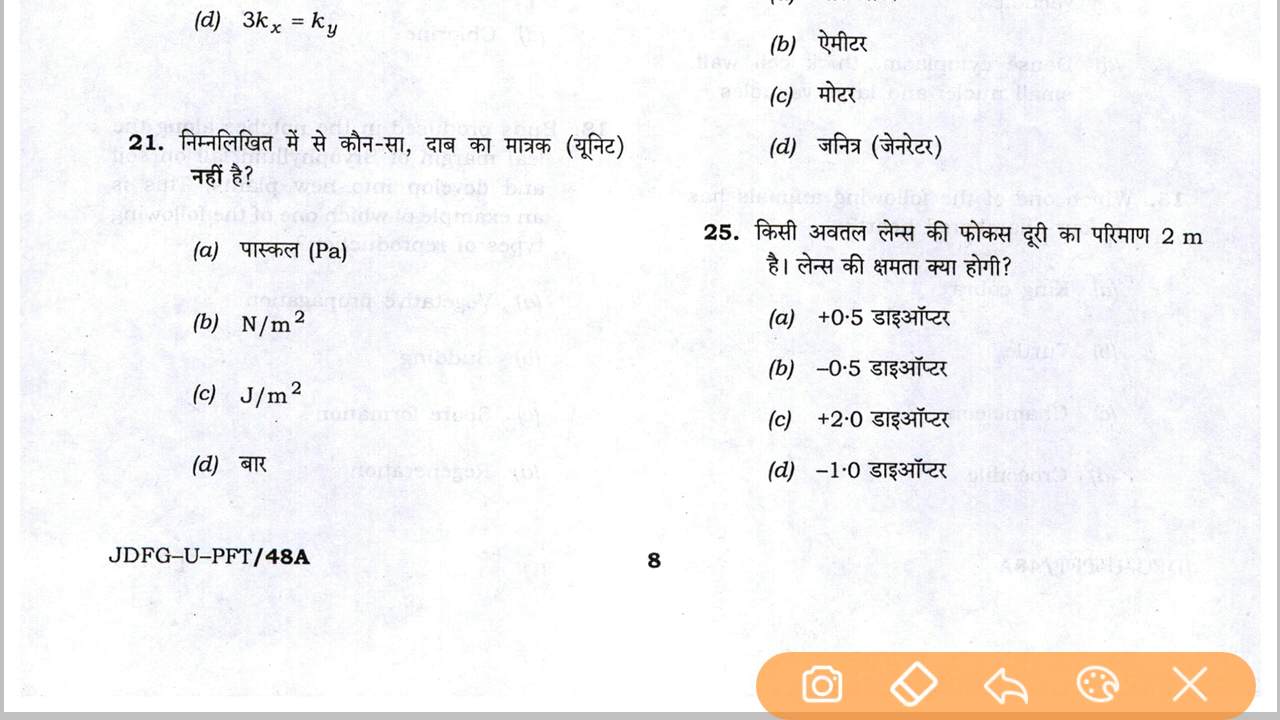 (d) 3kₓ = kᵧ
21. निम्नलिखित में से कौन-सा, दाब का मात्रक (यूनिट)
नहीं है?
(a) पास्कल (Pa)
(b) N/m²
(c) J/m²
(d) बार
(b) ऐमीटर
(c) मोटर
(d) जनित्र (जेनरेटर)
25. किसी अवतल लेन्स की फोकस दूरी का परिमाण 2 m
है। लेन्स की क्षमता क्या होगी?
(a) +0·5 डाइऑप्टर
(b) –0·5 डाइऑप्टर
(c) +2·0 डाइऑप्टर
(d) –1·0 डाइऑप्टर
JDFG–U–PFT/48A
8